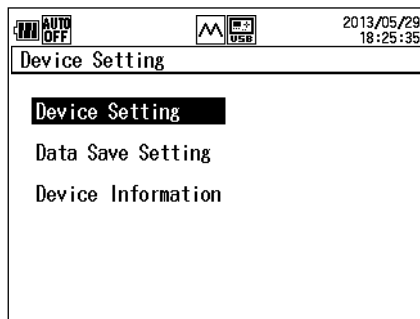 AUTO
OFF
USB
2013/05/29
18:25:35
Device Setting
Device Setting
Data Save Setting
Device Information